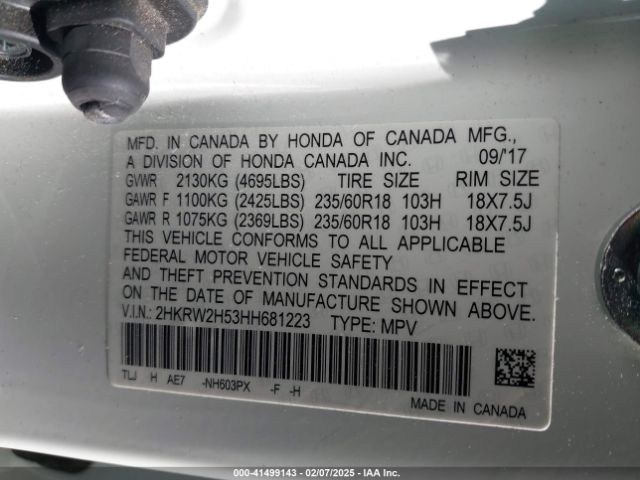 MFD. IN CANADA BY HONDA OF CANADA MFG.,
A DIVISION OF HONDA CANADA INC. 09/'17
GVWR 2130KG (4695LBS) TIRE SIZE RIM SIZE
GAWR F 1100KG (2425LBS) 235/60R18 103H 18X7.5J
GAWR R 1075KG (2369LBS) 235/60R18 103H 18X7.5J
THIS VEHICLE CONFORMS TO ALL APPLICABLE
FEDERAL MOTOR VEHICLE SAFETY
AND THEFT PREVENTION STANDARDS IN EFFECT
ON THE DATE OF MANUFACTURE SHOWN ABOVE.
V.I.N.: 2HKRW2H53HH681223 TYPE: MPV
TLJ H AE7 -NH603PX -F -H
MADE IN CANADA
000-41499143 - 02/07/2025 - IAA Inc.